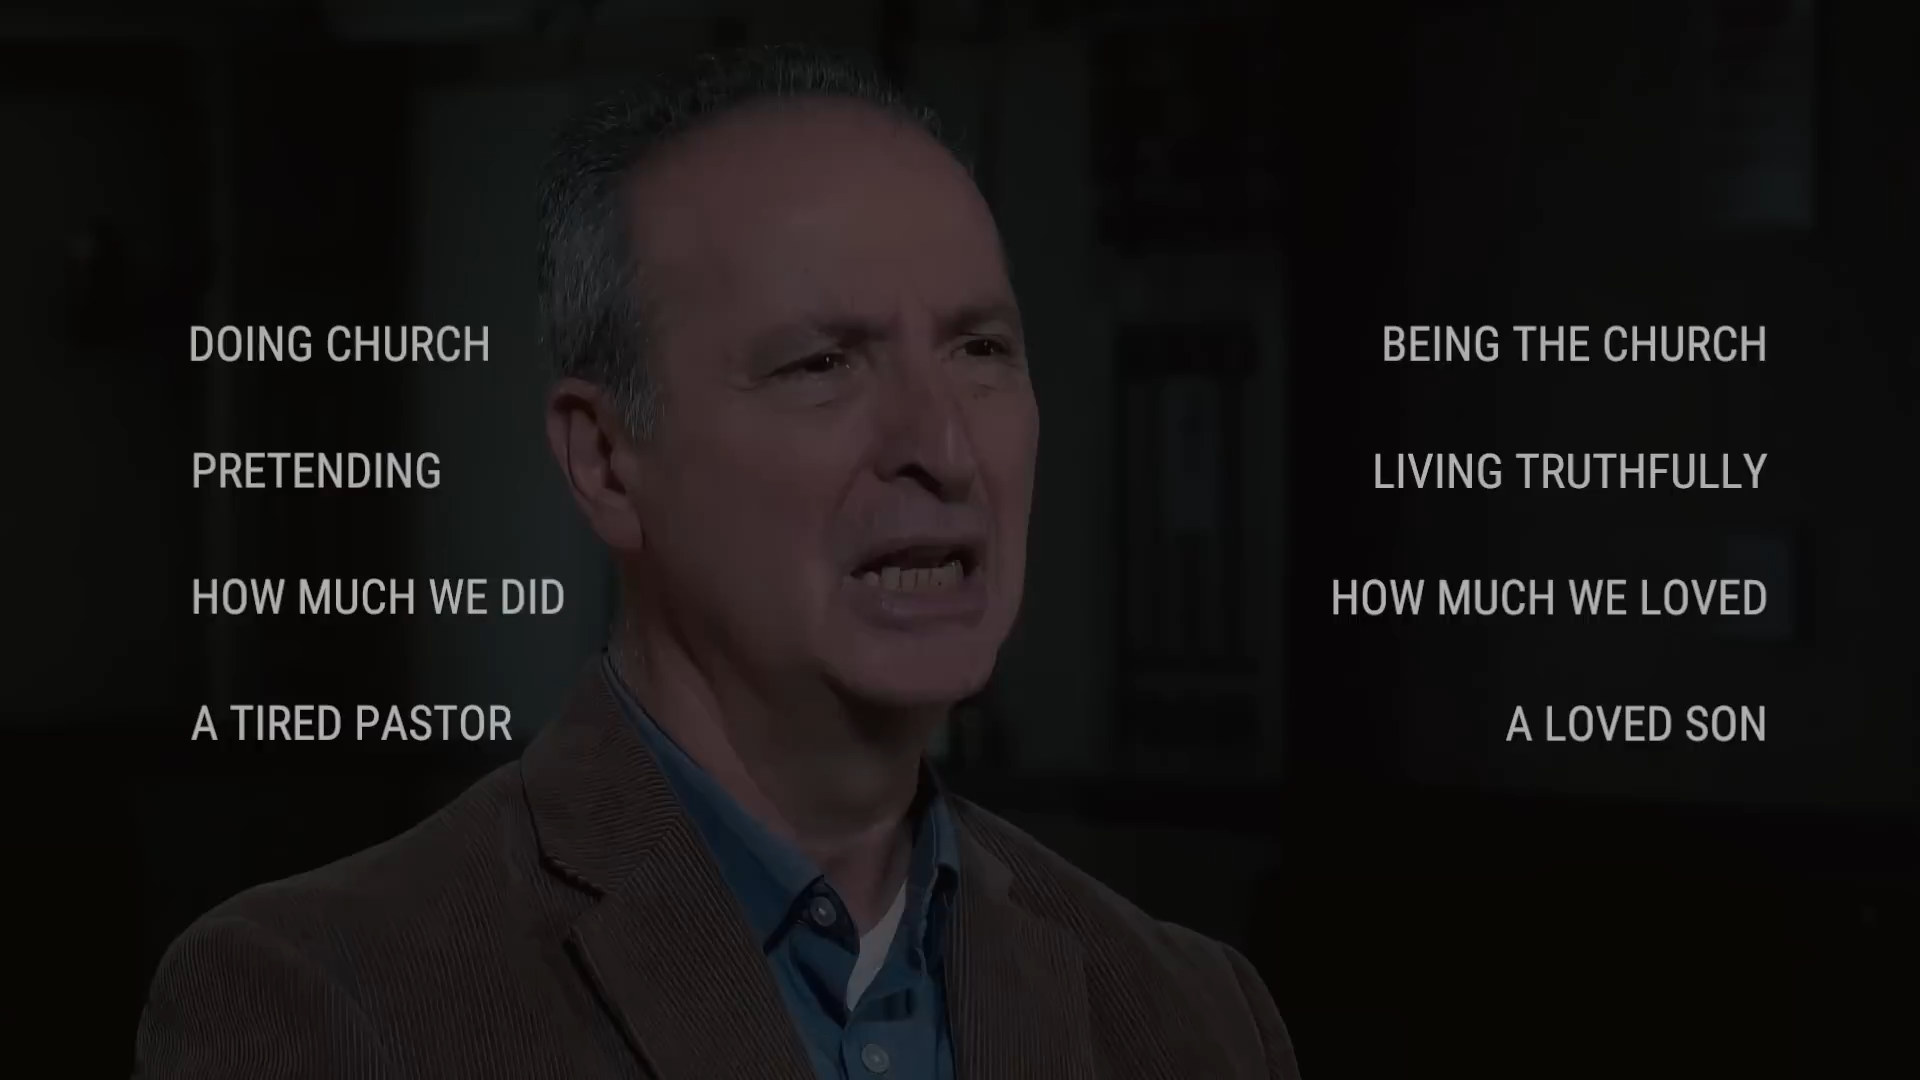 DOING CHURCH
BEING THE CHURCH
PRETENDING
LIVING TRUTHFULLY
HOW MUCH WE DID
HOW MUCH WE LOVED
A TIRED PASTOR
A LOVED SON